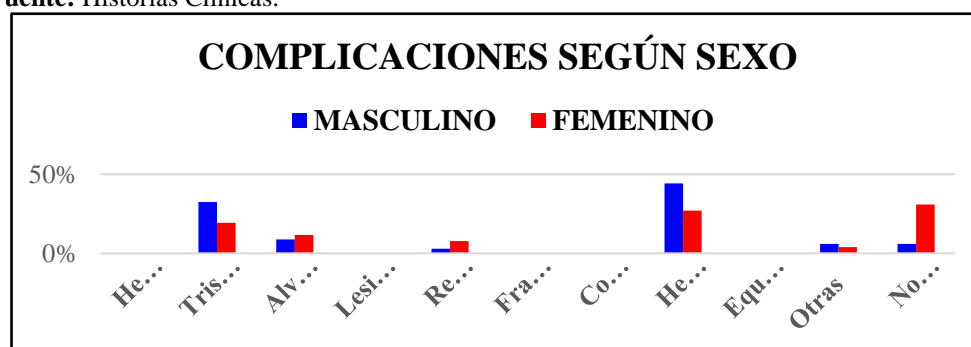 uente: Historias Clínicas.
COMPLICACIONES SEGÚN SEXO
MASCULINO FEMENINO
50%
0%
He… Tris… Alv… Lesi… Re… Fra… Co… He… Equ… Otras No…